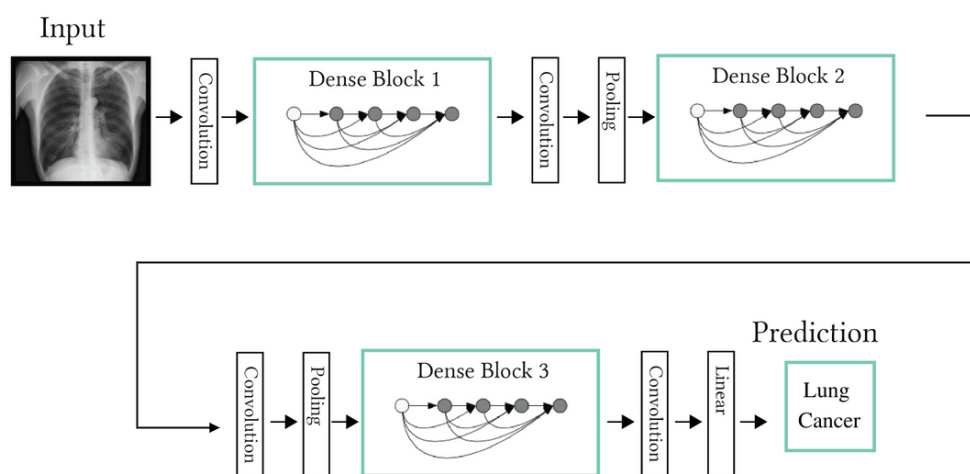 Input
Convolution
Dense Block 1
Convolution
Pooling
Dense Block 2
Convolution
Pooling
Dense Block 3
Convolution
Linear
Prediction
Lung
Cancer